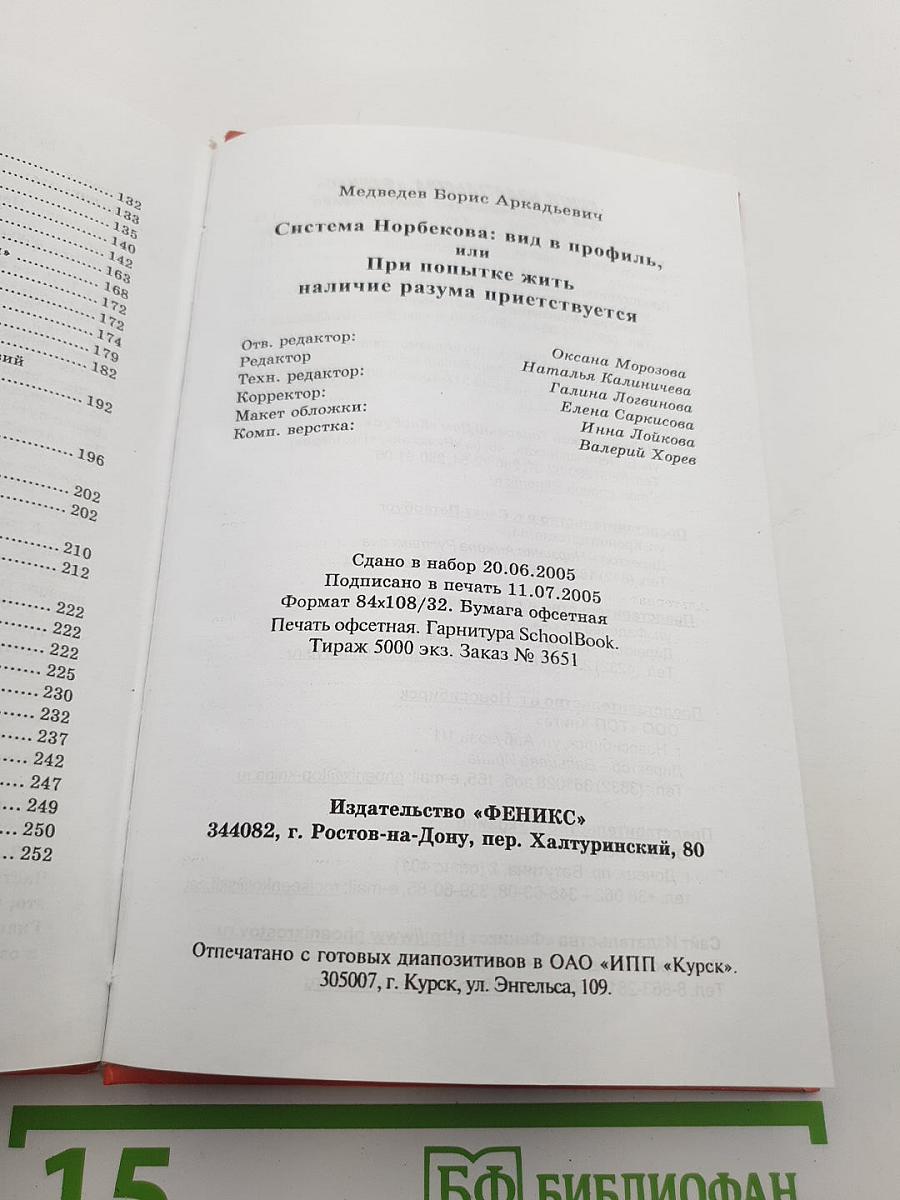 132
133
135
140
142
163
» 168
172
172
174
179
182
192
196
202
202
210
212
222
222
222
225
230
232
237
242
247
249
250
252
Медведев Борис Аркадьевич
Система Норбекова: вид в профиль,
или
При попытке жить
наличие разума приетствуется
Отв. редактор: Оксана Морозова
Редактор Наталья Калиничева
Техн. редактор: Галина Логвинова
Корректор: Елена Саркисова
Макет обложки: Инна Лойкова
Комп. верстка: Валерий Хорев
Сдано в набор 20.06.2005
Подписано в печать 11.07.2005
Формат 84х108/32. Бумага офсетная
Печать офсетная. Гарнитура SchoolBook.
Тираж 5000 экз. Заказ № 3651
Издательство «ФЕНИКС»
344082, г. Ростов-на-Дону, пер. Халтуринский, 80
Отпечатано с готовых диапозитивов в ОАО «ИПП «Курск».
305007, г. Курск, ул. Энгельса, 109.
15
БФ БИБЛИОФАН